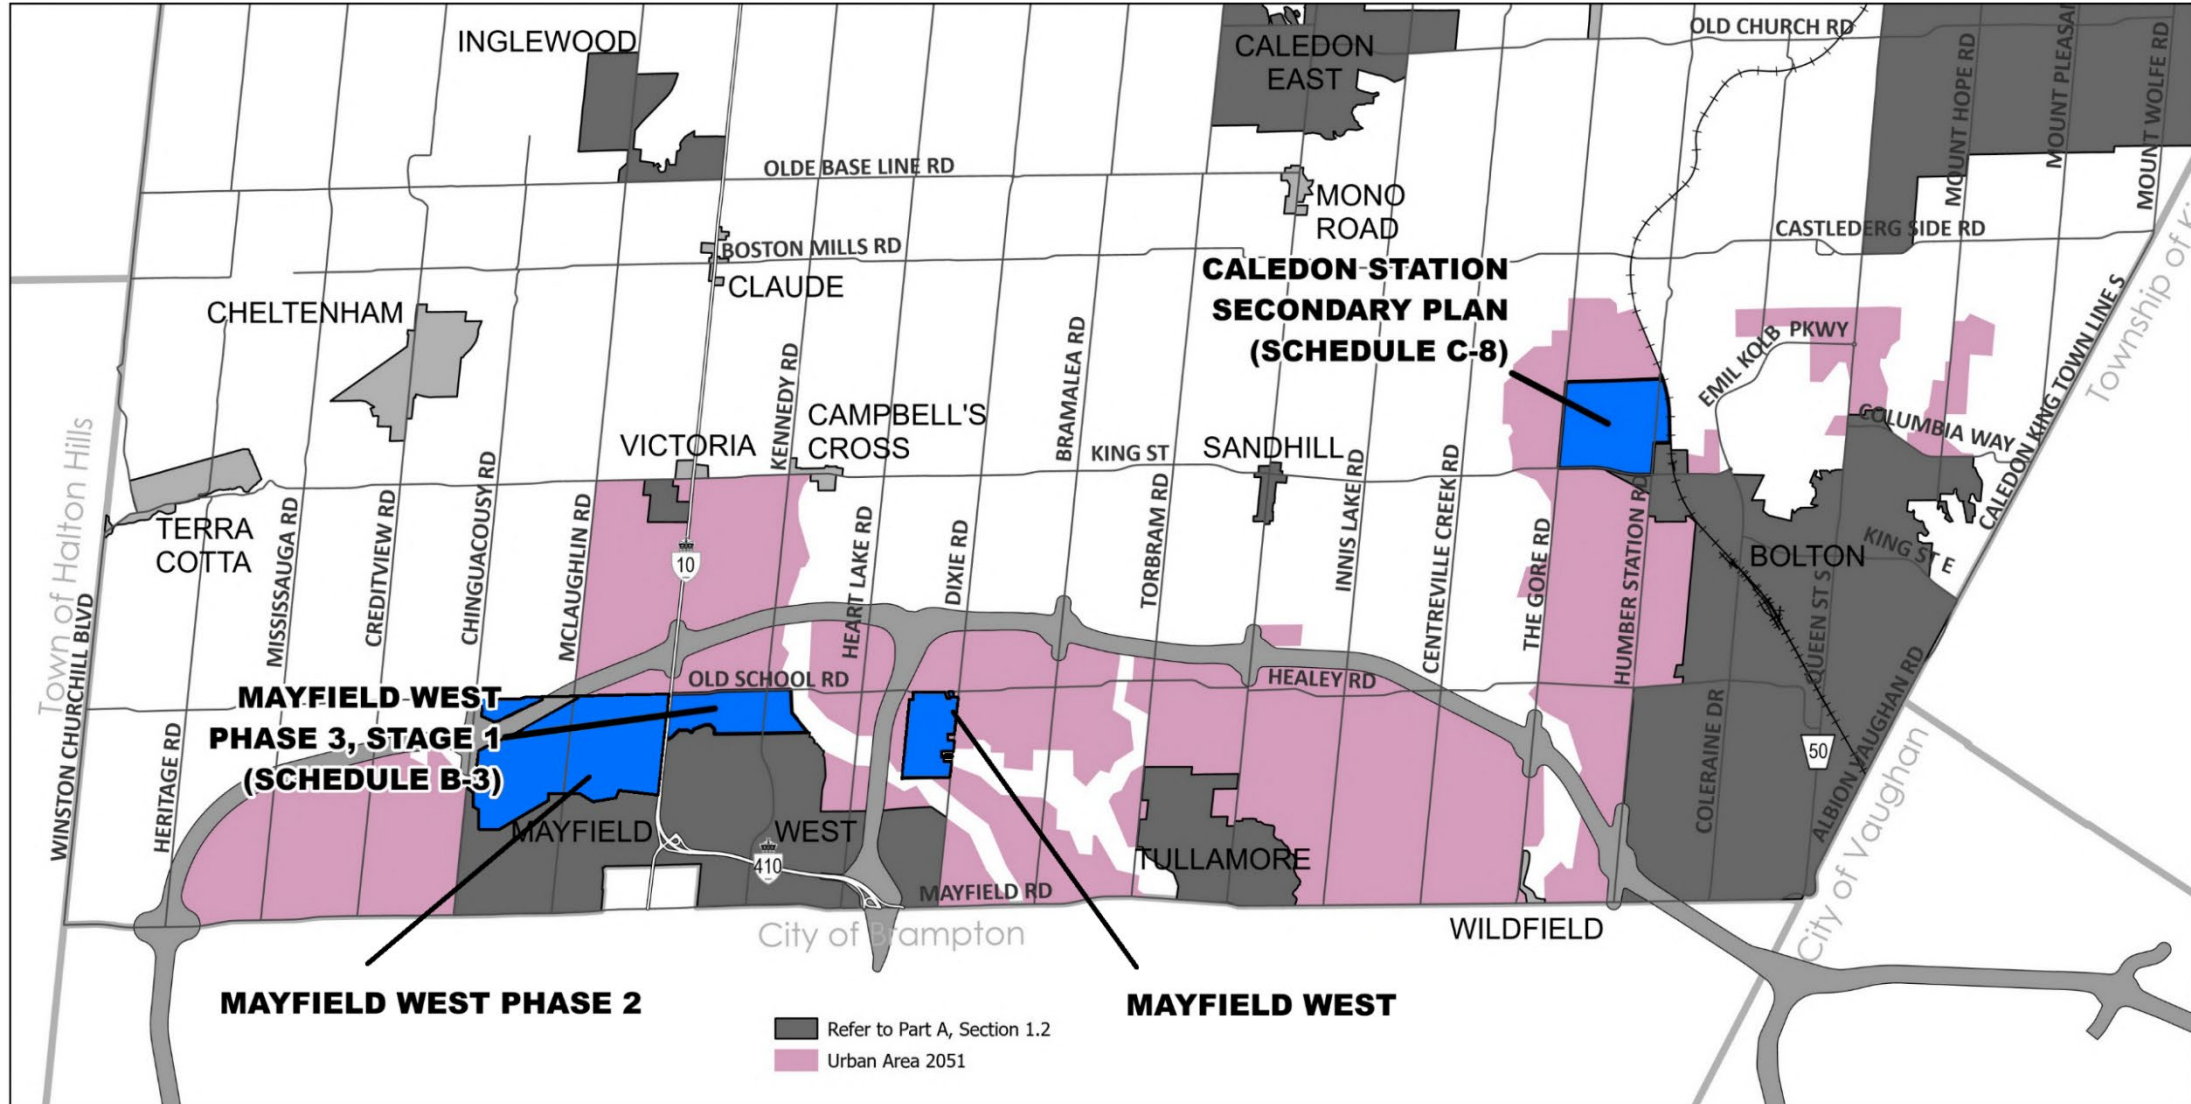 INGLEWOOD
CALEDON
EAST
OLD CHURCH RD
MOUNT HOPE RD
MOUNT WOLFE RD
OLDE BASE LINE RD
MONO
ROAD
BOSTON MILLS RD
CASTLEDERG SIDE RD
CLAUDE
CALEDON STATION
SECONDARY PLAN
(SCHEDULE C-8)
CHELTENHAM
EMIL KOLB PKWY
CALEDON KING TOWN LINE S
KENNEDY RD
BRAMALEA RD
CAMPBELL'S
CROSS
COLUMBIA WAY
VICTORIA
KING ST
SANDHILL
Town of Halton Hills
TERRA
COTTA
MISSISSAUGA RD
CREDITVIEW RD
CHINGUACOUSY RD
MCLAUGHLIN RD
10
HEART LAKE RD
DIXIE RD
TORBRAM RD
INNIS LAKE RD
CENTREVILLE CREEK RD
THE GORE RD
HUMBER STATION RD
BOLTON
KING ST E
QUEEN ST S
WINSTON CHURCHILL BLVD
HERITAGE RD
MAYFIELD WEST
PHASE 3, STAGE 1
(SCHEDULE B-3)
OLD SCHOOL RD
HEALEY RD
COLERAINE DR
50
ALBION VAUGHAN RD
City of Vaughan
MAYFIELD WEST
410
TULLAMORE
MAYFIELD RD
City of Brampton
WILDFIELD
MAYFIELD WEST PHASE 2
MAYFIELD WEST
Refer to Part A, Section 1.2
Urban Area 2051